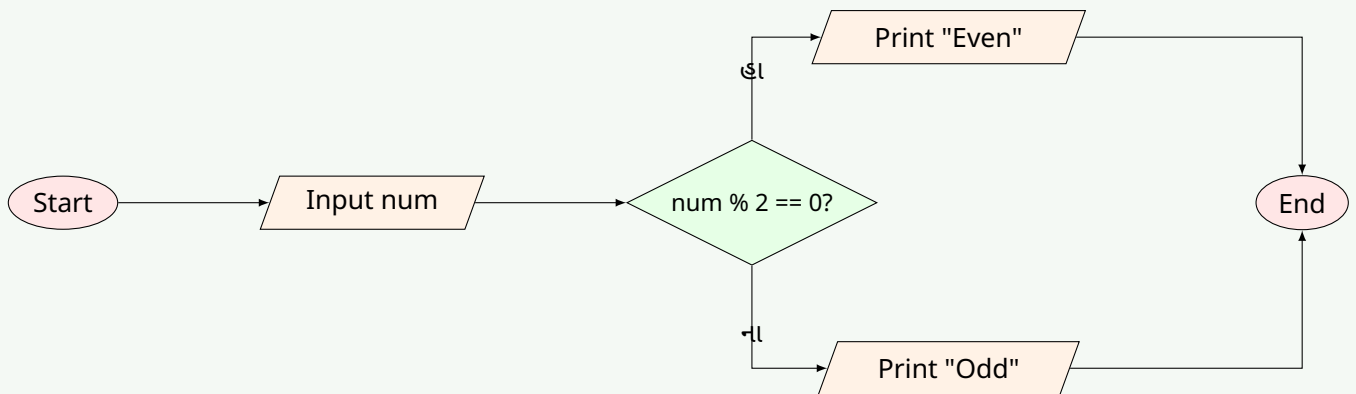 Print "Even"
હા
Start
Input num
num % 2 == 0?
End
ના
Print "Odd"